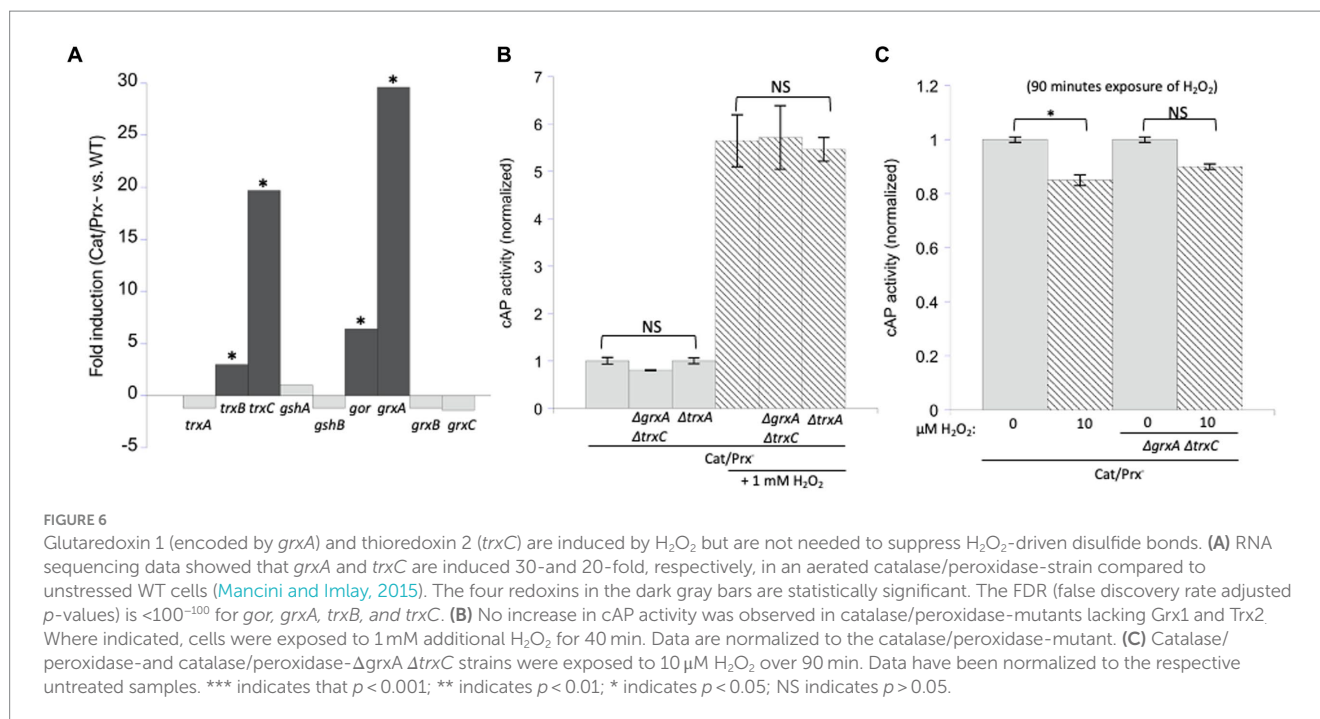 A
Fold induction (Cat/Prx- vs. WT)
30
25
20
15
10
5
0
-5
*
*
*
*
trxA
trxB
trxC
gshA
gshB
gor
grxA
grxB
grxC
B
cAP activity (normalized)
7
6
5
4
3
2
1
0
NS
NS
ΔgrxA ΔtrxA ΔgrxA ΔtrxA
ΔtrxC ΔtrxC
Cat/Prx-
+ 1 mM H₂O₂
C
(90 minutes exposure of H₂O₂)
cAP activity (normalized)
1.2
1
0.8
0.6
0.4
0.2
0
*
NS
μM H₂O₂: 0 10 0 10
ΔgrxA ΔtrxC
Cat/Prx-
FIGURE 6
Glutaredoxin 1 (encoded by grxA) and thioredoxin 2 (trxC) are induced by H₂O₂ but are not needed to suppress H₂O₂-driven disulfide bonds. (A) RNA
sequencing data showed that grxA and trxC are induced 30-and 20-fold, respectively, in an aerated catalase/peroxidase-strain compared to
unstressed WT cells (Mancini and Imlay, 2015). The four redoxins in the dark gray bars are statistically significant. The FDR (false discovery rate adjusted
p-values) is <100⁻¹⁰⁰ for gor, grxA, trxB, and trxC. (B) No increase in cAP activity was observed in catalase/peroxidase-mutants lacking Grx1 and Trx2.
Where indicated, cells were exposed to 1 mM additional H₂O₂ for 40 min. Data are normalized to the catalase/peroxidase-mutant. (C) Catalase/
peroxidase-and catalase/peroxidase-ΔgrxA ΔtrxC strains were exposed to 10 μM H₂O₂ over 90 min. Data have been normalized to the respective
untreated samples. *** indicates that p < 0.001; ** indicates p < 0.01; * indicates p < 0.05; NS indicates p > 0.05.